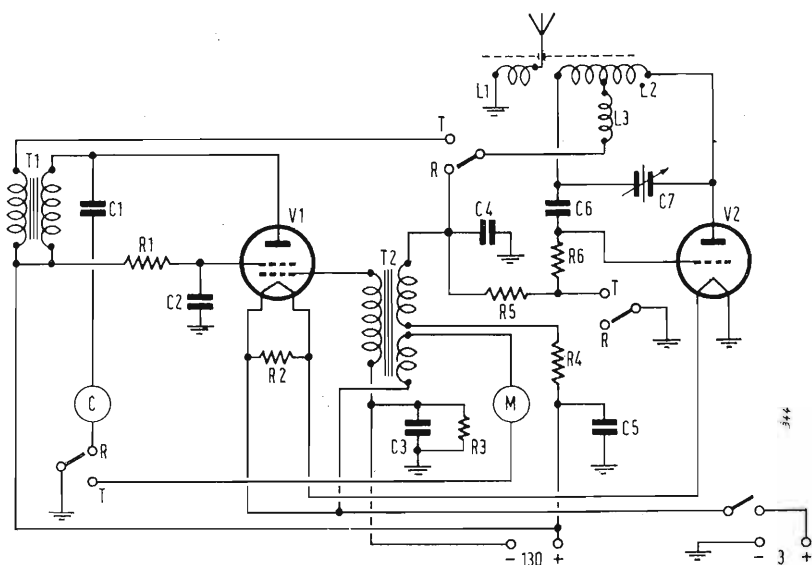 L1
L2
L3
T
R
T1
C1
V1
R1
C2
T2
C4
C6
C7
V2
R6
R5
T
R
R2
R4
C
R
T
C3
R3
M
C5
344
- 130 +
- 3 +